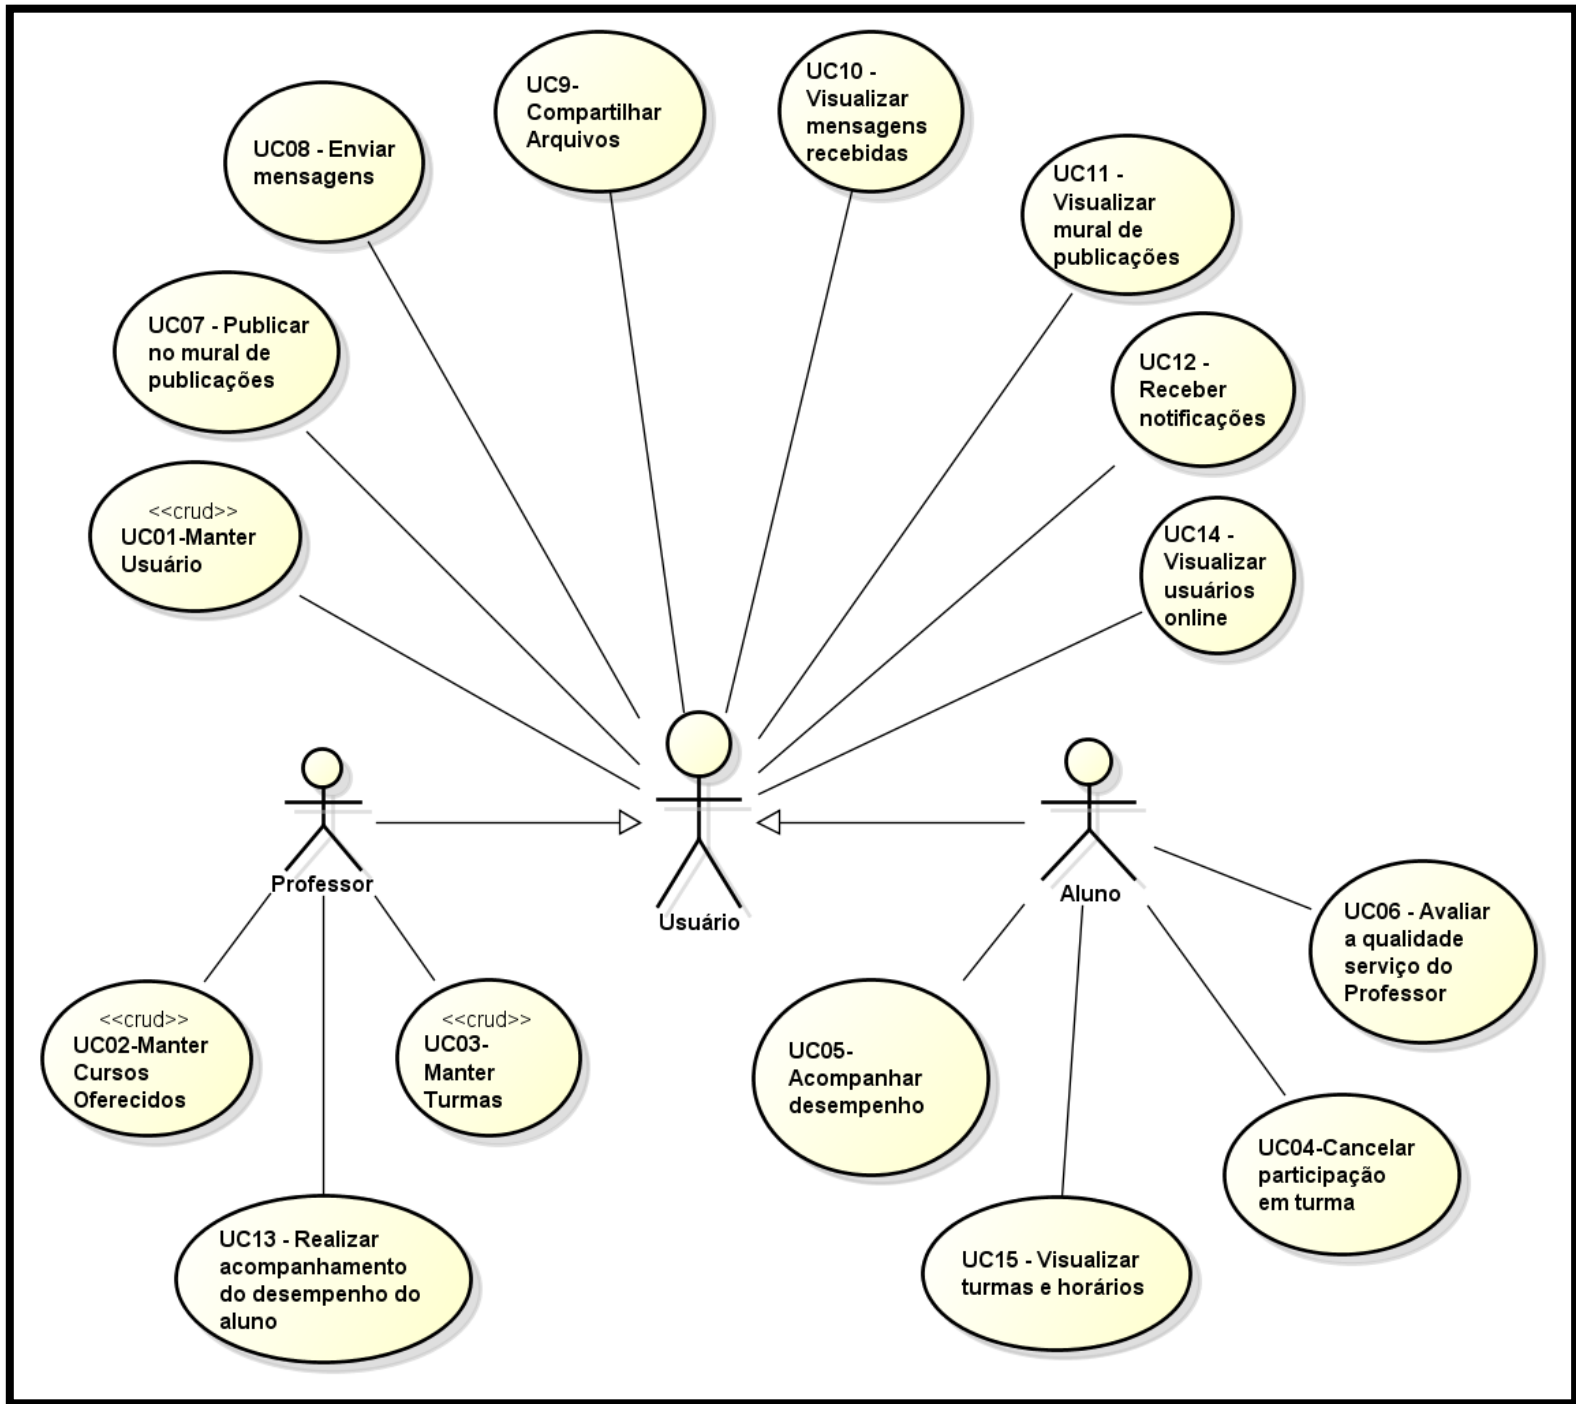 UC9-
Compartilhar
Arquivos
UC10 -
Visualizar
mensagens
recebidas
UC08 - Enviar
mensagens
UC11 -
Visualizar
mural de
publicações
UC07 - Publicar
no mural de
publicações
UC12 -
Receber
notificações
<<crud>>
UC01-Manter
Usuário
UC14 -
Visualizar
usuários
online
Professor
Usuário
Aluno
UC06 - Avaliar
a qualidade
serviço do
Professor
<<crud>>
UC02-Manter
Cursos
Oferecidos
<<crud>>
UC03-
Manter
Turmas
UC05-
Acompanhar
desempenho
UC04-Cancelar
participação
em turma
UC13 - Realizar
acompanhamento
do desempenho do
aluno
UC15 - Visualizar
turmas e horários